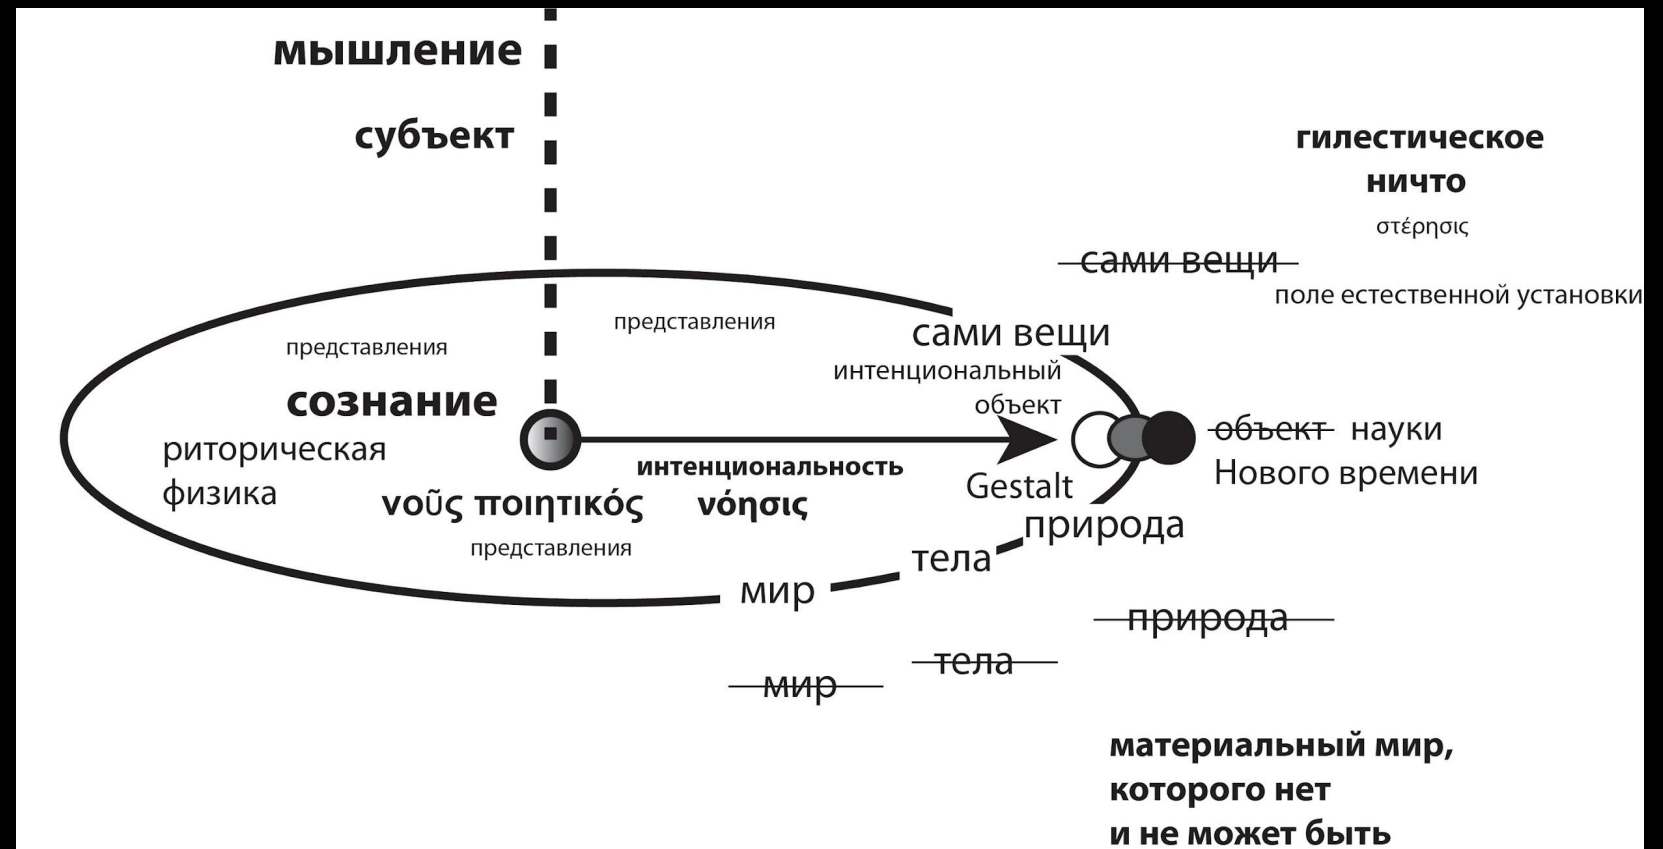 мышление
субъект
гилестическое
ничто
στέρησις
сами вещи
поле естественной установки
представления
сами вещи
представления
интенциональный
объект
сознание
риторическая
физика
объект науки
Нового времени
интенциональность
νοῦς ποιητικός
νόησις
Gestalt
природа
представления
тела
мир
природа
тела
мир
материальный мир,
которого нет
и не может быть